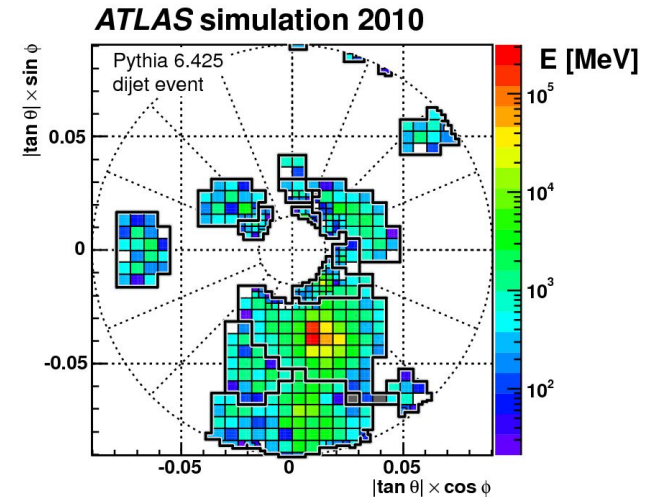 ATLAS simulation 2010
Pythia 6.425
dijet event
|tan θ| × sin ϕ
0.05
0
-0.05
-0.05 0 0.05
|tan θ| × cos ϕ
E [MeV]
10^5
10^4
10^3
10^2